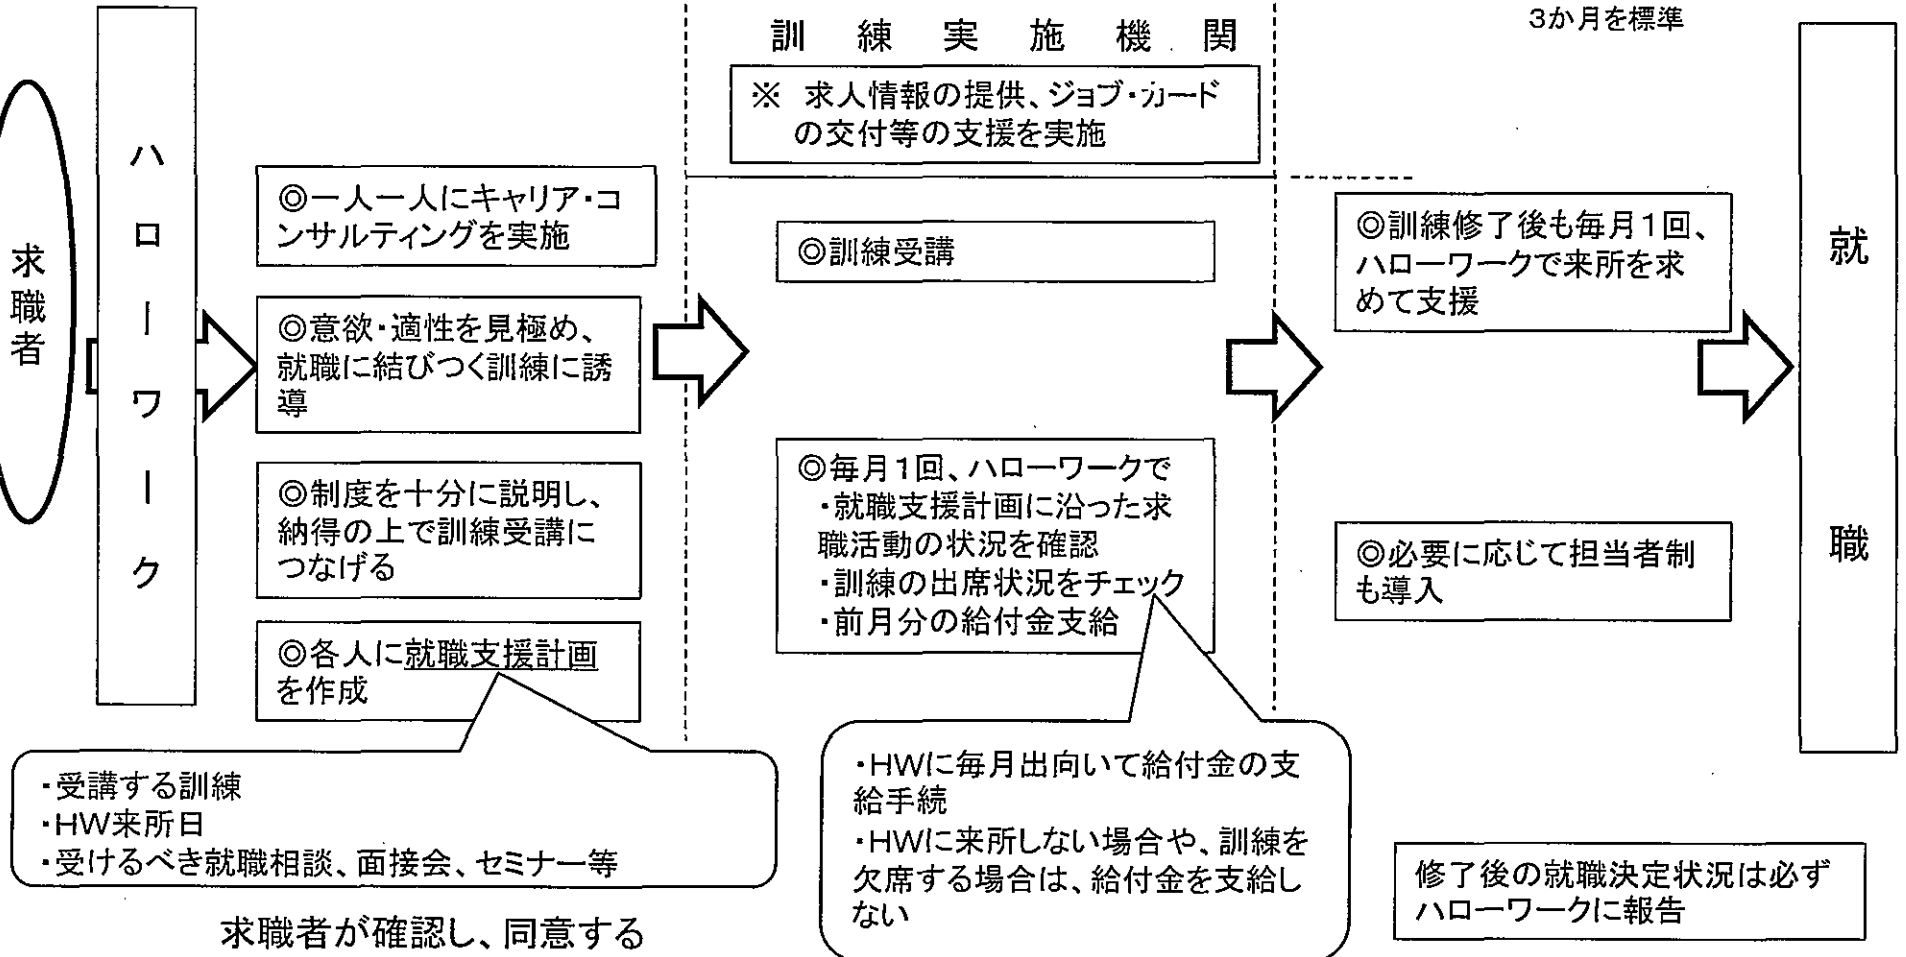 求職者
ハローワーク
◎一人一人にキャリア・コ
ンサルティングを実施
◎意欲・適性を見極め、
就職に結びつく訓練に誘
導
◎制度を十分に説明し、
納得の上で訓練受講に
つなげる
◎各人に就職支援計画
を作成
・受講する訓練
・HW来所日
・受けるべき就職相談、面接会、セミナー等
求職者が確認し、同意する
訓練実施機関
※ 求人情報の提供、ジョブ・カード
の交付等の支援を実施
◎訓練受講
◎毎月1回、ハローワークで
・就職支援計画に沿った求
職活動の状況を確認
・訓練の出席状況をチェック
・前月分の給付金支給
・HWに毎月出向いて給付金の支
給手続
・HWに来所しない場合や、訓練を
欠席する場合は、給付金を支給し
ない
3か月を標準
◎訓練修了後も毎月1回、
ハローワークで来所を求
めて支援
◎必要に応じて担当者制
も導入
修了後の就職決定状況は必ず
ハローワークに報告
就職